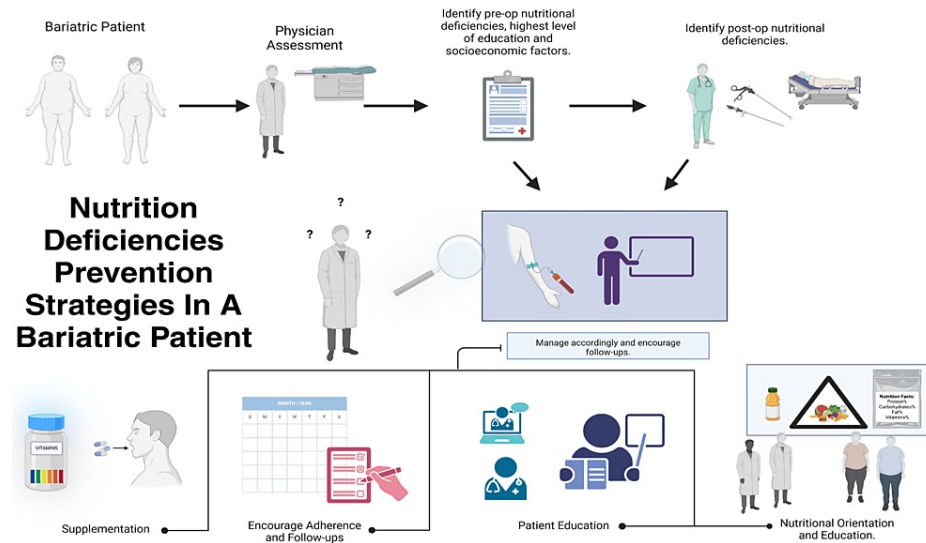 Bariatric Patient
Physician
Assessment
Identify pre-op nutritional
deficiencies, highest level
of education and
socioeconomic factors.
Identify post-op nutritional
deficiencies.
Nutrition
Deficiencies
Prevention
Strategies In A
Bariatric Patient
?
? ?
Manage accordingly and encourage
follow-ups.
VITAMINS
MONTH / YEAR
S M T W T F S
Nutrition Facts:
Protein%
Carbohydrates%
Fat%
Vitamins%
Supplementation
Encourage Adherence
and Follow-ups
Patient Education
Nutritional Orientation
and Education.